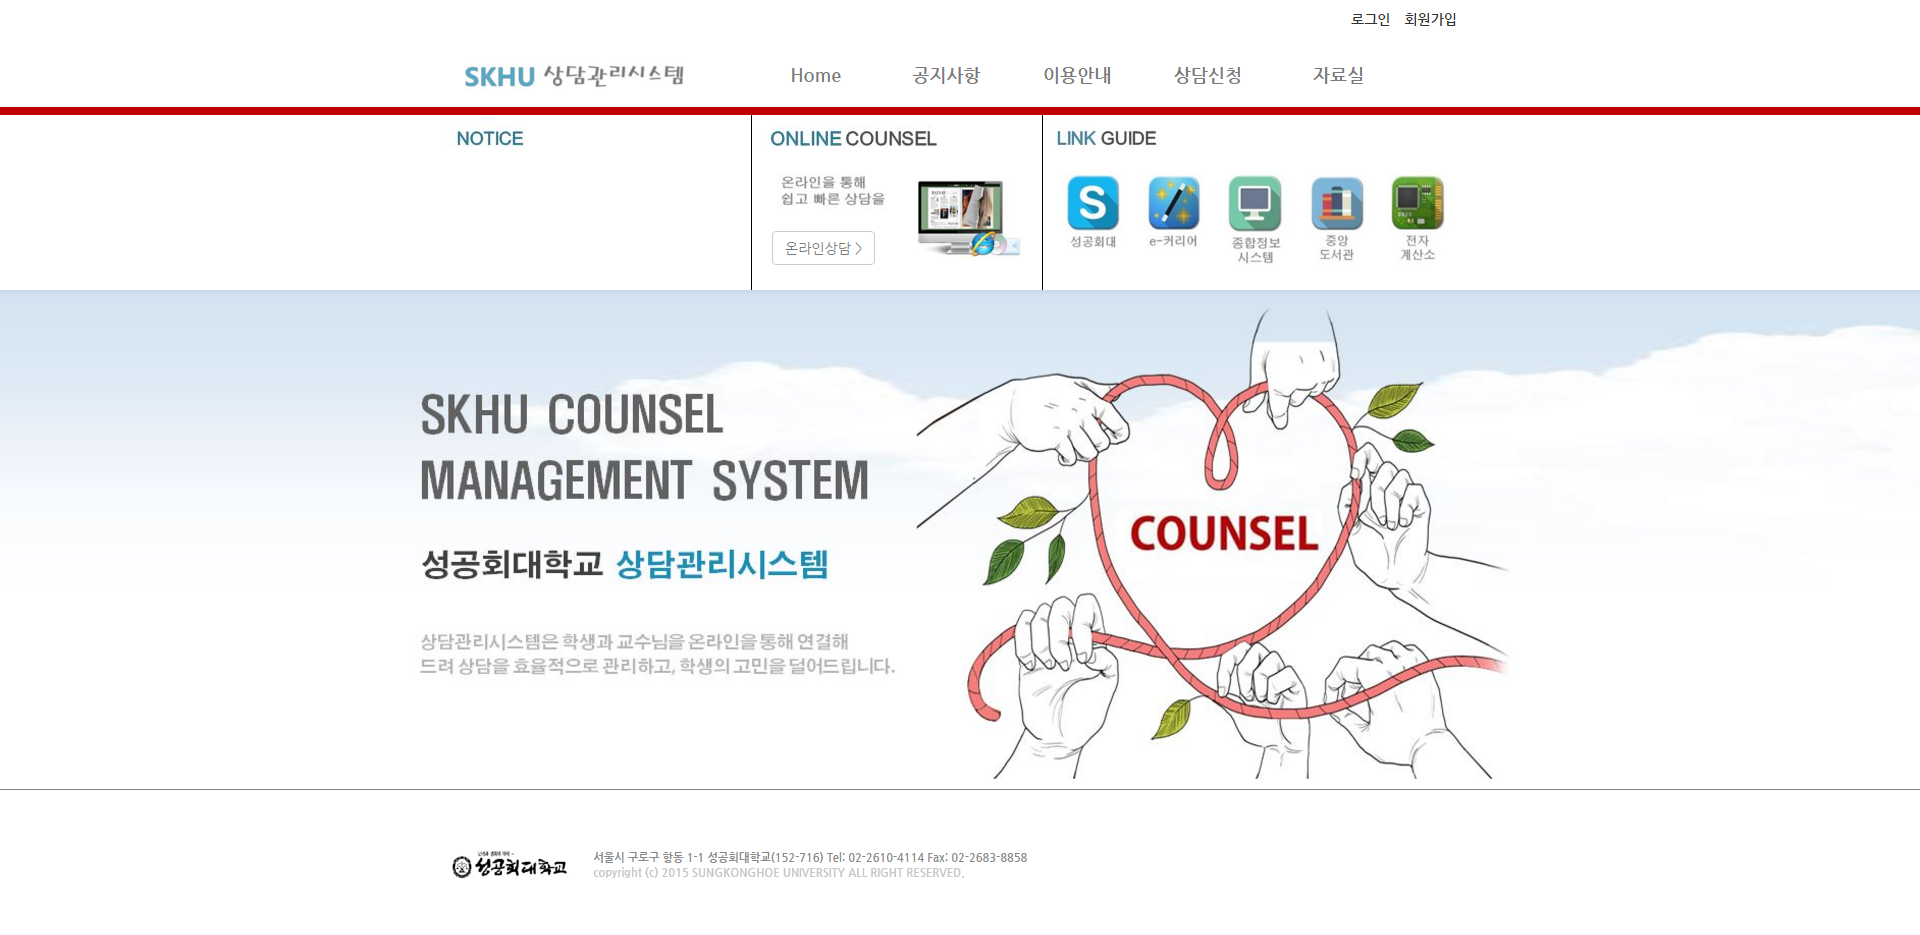 로그인 회원가입
SKHU 상담관리시스템
Home 공지사항 이용안내 상담신청 자료실
NOTICE
ONLINE COUNSEL
온라인을 통해
쉽고 빠른 상담을
온라인상담 >
LINK GUIDE
성공회대
e-커리어
종합정보
시스템
중앙
도서관
전자
계산소
SKHU COUNSEL
MANAGEMENT SYSTEM
성공회대학교 상담관리시스템
상담관리시스템은 학생과 교수님을 온라인을 통해 연결해
드려 상담을 효율적으로 관리하고, 학생의 고민을 덜어드립니다.
COUNSEL
성공회대학교
서울시 구로구 항동 1-1 성공회대학교(152-716) Tel: 02-2610-4114 Fax: 02-2683-8858
copyright (c) 2015 SUNGKONGHOE UNIVERSITY ALL RIGHT RESERVED.